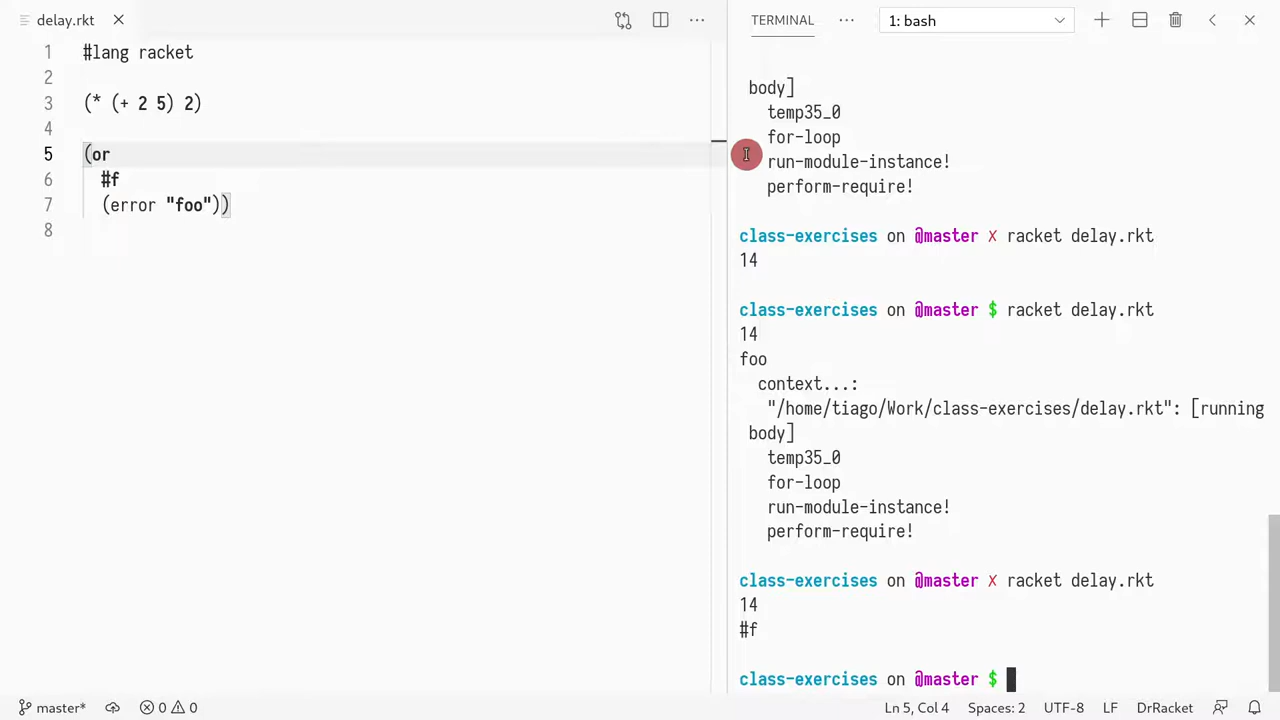 delay.rkt
1 #lang racket
2
3 (* (+ 2 5) 2)
4
5 (or
6 #f
7 (error "foo"))
8
TERMINAL ··· 1: bash
body]
temp35_0
for-loop
run-module-instance!
perform-require!
class-exercises on @master ✗ racket delay.rkt
14
class-exercises on @master $ racket delay.rkt
14
foo
context...:
"/home/tiago/Work/class-exercises/delay.rkt": [running
body]
temp35_0
for-loop
run-module-instance!
perform-require!
class-exercises on @master ✗ racket delay.rkt
14
#f
class-exercises on @master $
master* 0 0 Ln 5, Col 4 Spaces: 2 UTF-8 LF DrRacket